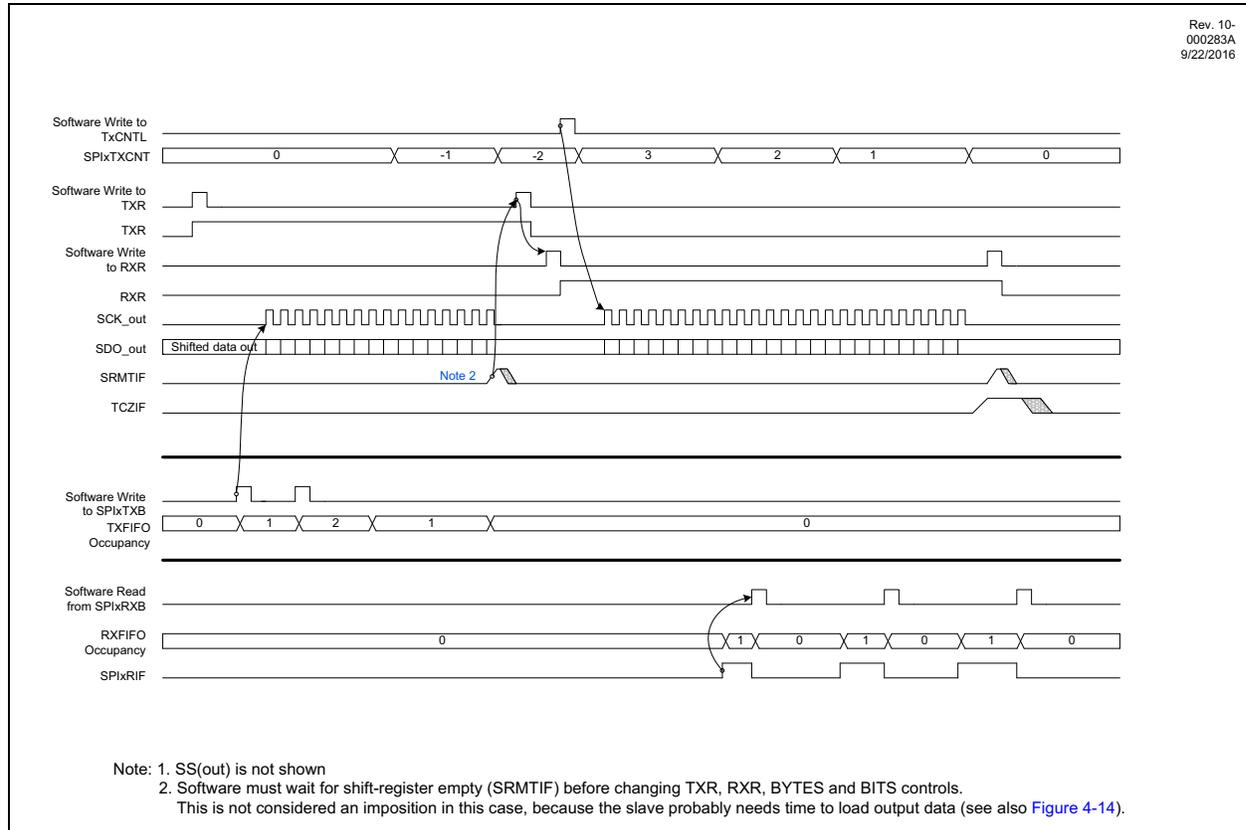 Rev. 10-
000283A
9/22/2016
Software Write to
TxCNTL
SPIxTXCNT
0
-1
-2
3
2
1
0
Software Write to
TXR
TXR
Software Write
to RXR
RXR
SCK_out
SDO_out
Shifted data out
SRMTIF
Note 2
TCZIF
Software Write
to SPIxTXB
TXFIFO
Occupancy
0
1
2
1
0
Software Read
from SPIxRXB
RXFIFO
Occupancy
0
1
0
1
0
1
0
SPIxRIF
Note: 1. SS(out) is not shown
2. Software must wait for shift-register empty (SRMTIF) before changing TXR, RXR, BYTES and BITS controls.
This is not considered an imposition in this case, because the slave probably needs time to load output data (see also Figure 4-14).